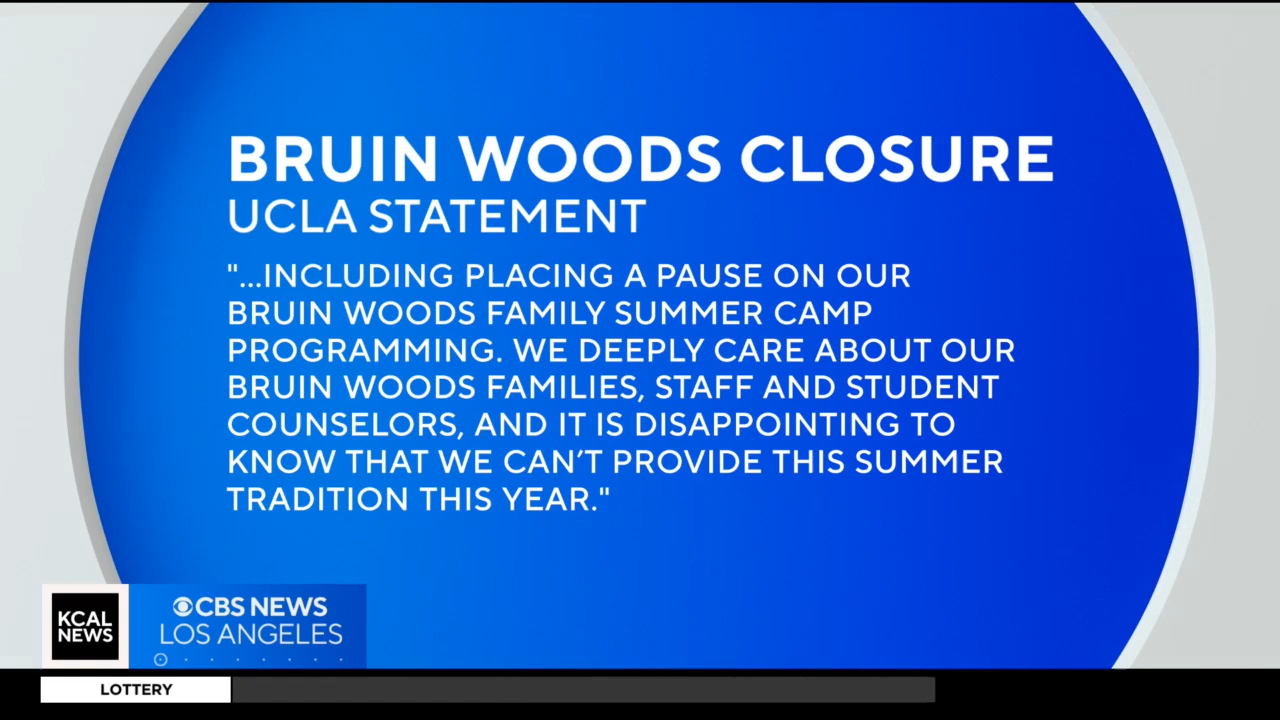 BRUIN WOODS CLOSURE
UCLA STATEMENT
"...INCLUDING PLACING A PAUSE ON OUR
BRUIN WOODS FAMILY SUMMER CAMP
PROGRAMMING. WE DEEPLY CARE ABOUT OUR
BRUIN WOODS FAMILIES, STAFF AND STUDENT
COUNSELORS, AND IT IS DISAPPOINTING TO
KNOW THAT WE CAN’T PROVIDE THIS SUMMER
TRADITION THIS YEAR."
KCAL
NEWS
CBS NEWS
LOS ANGELES
LOTTERY